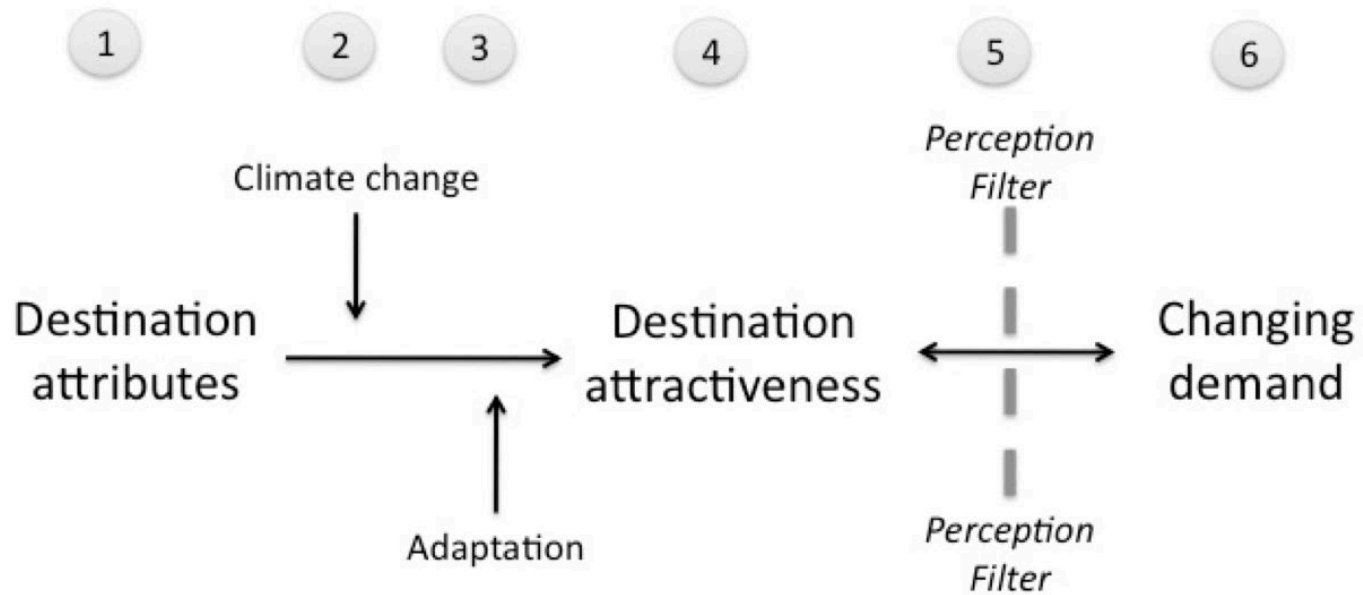 1
2
3
4
5
6
Perception
Filter
Climate change
Destination
attributes
Destination
attractiveness
Changing
demand
Adaptation
Perception
Filter